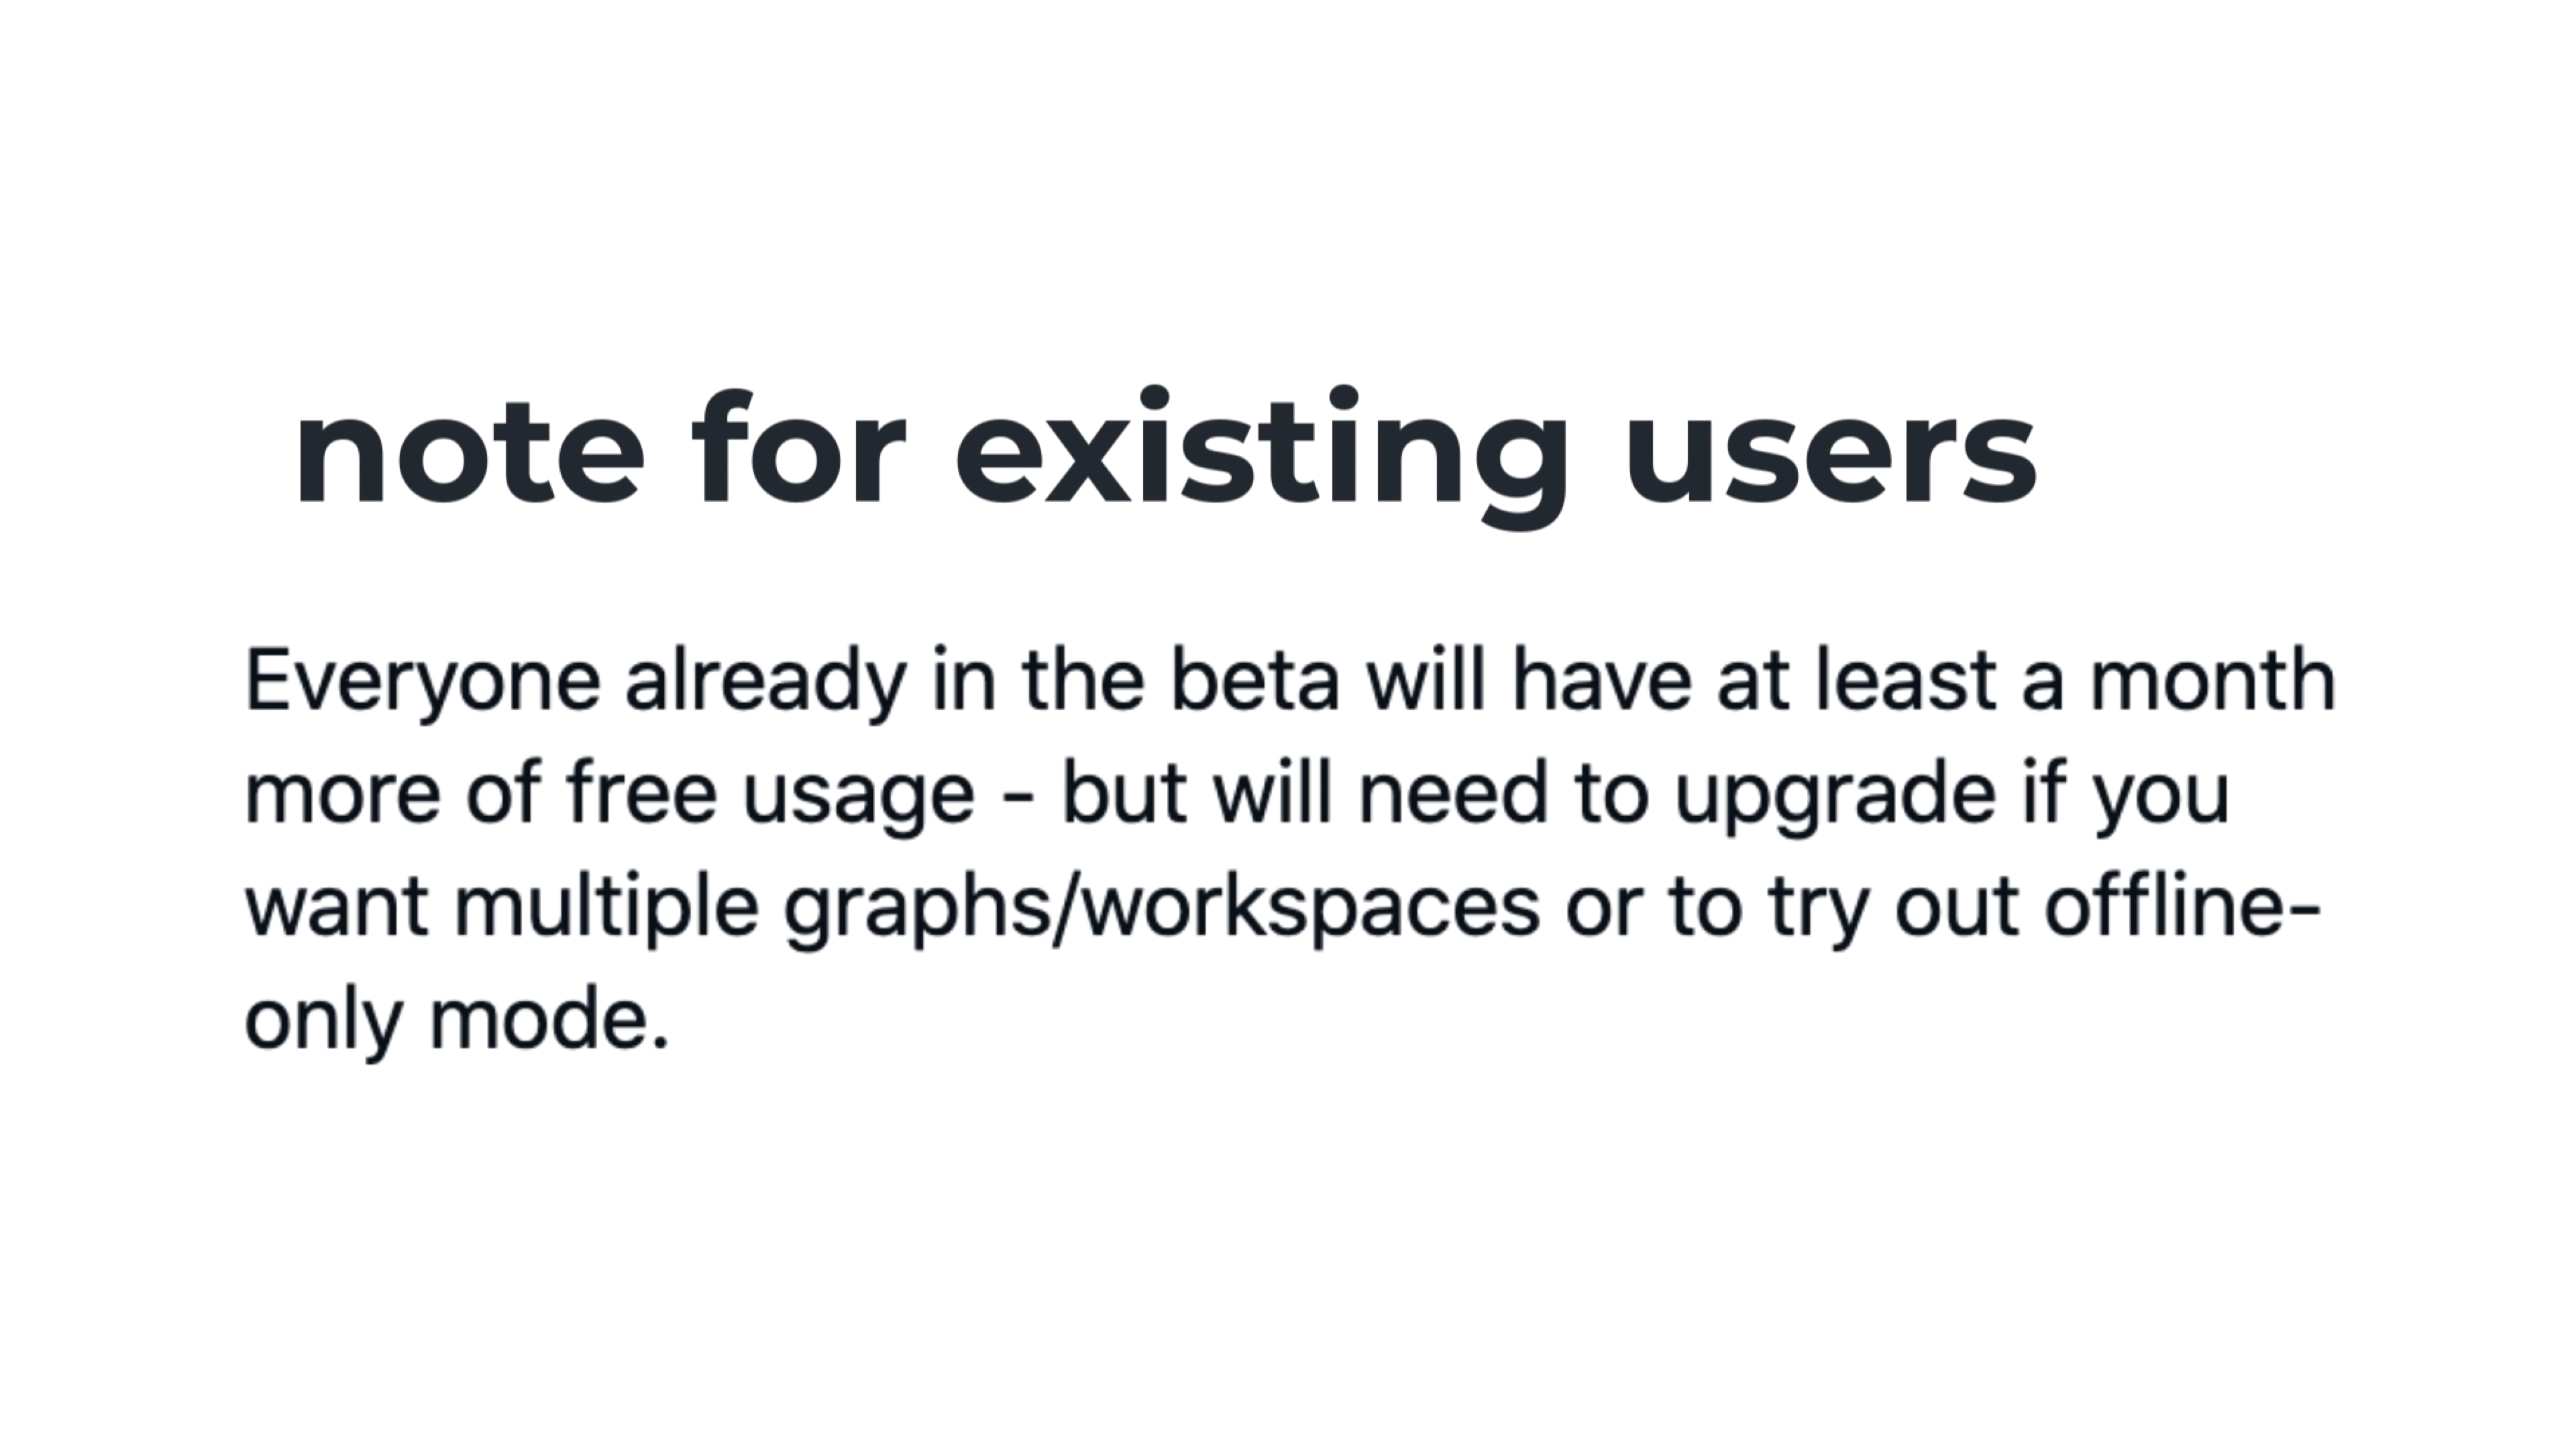 note for existing users
Everyone already in the beta will have at least a month
more of free usage - but will need to upgrade if you
want multiple graphs/workspaces or to try out offline-
only mode.